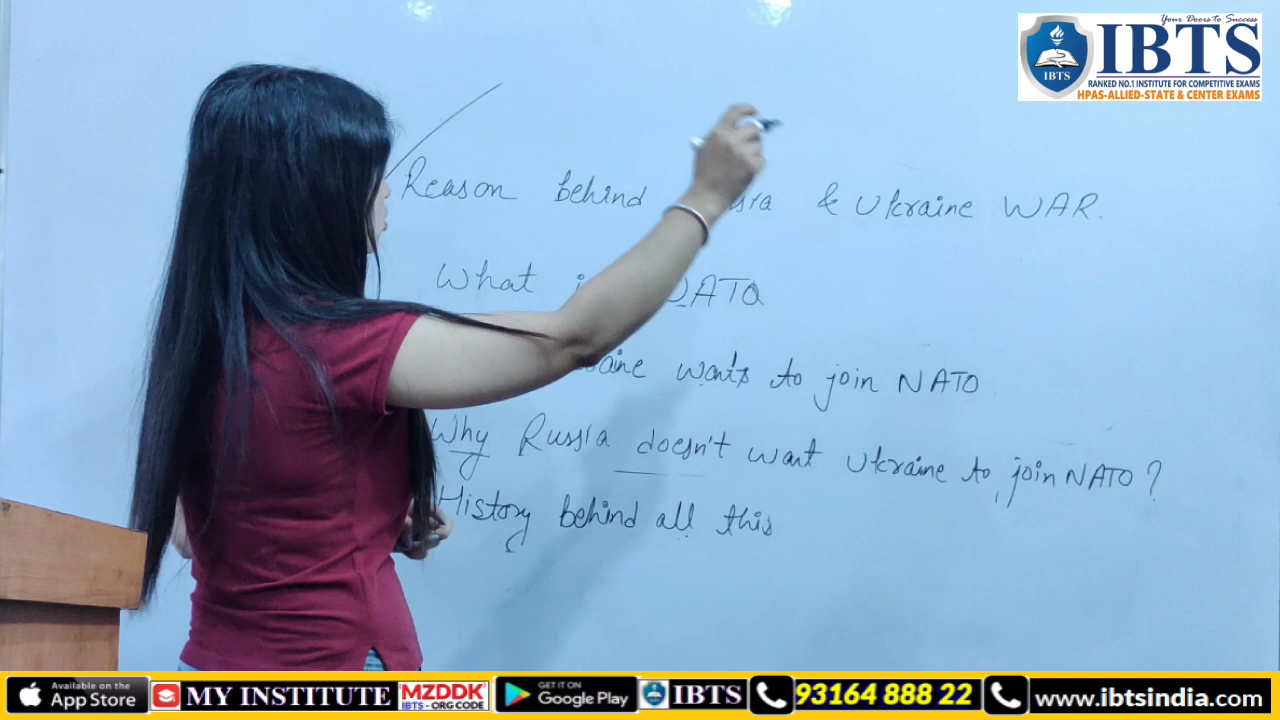 Your Doors to Success
IBTS
IBTS
RANKED NO.1 INSTITUTE FOR COMPETITIVE EXAMS
HPAS-ALLIED-STATE & CENTER EXAMS
Reason behind & Ukraine WAR.
What NATO
wants to join NATO
Why Russia doesn't want Ukraine to join NATO?
History behind all this
Available on the
App Store
MY INSTITUTE
MZDDK
IBTS - ORG CODE
GET IT ON
Google Play
IBTS
93164 888 22
www.ibtsindia.com